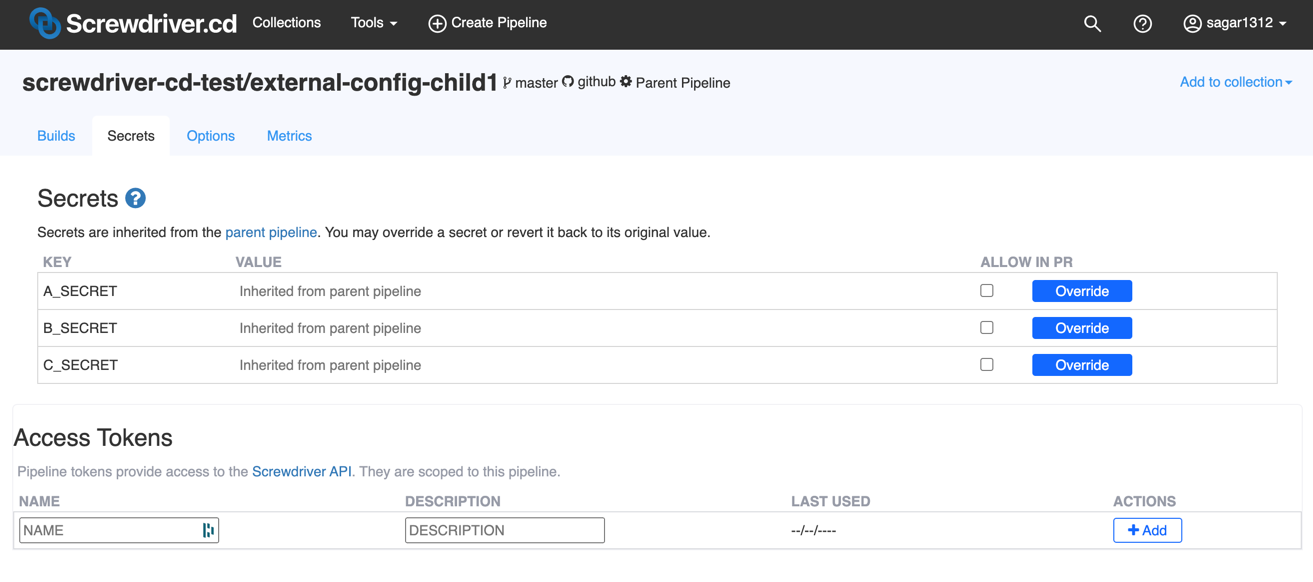 Screwdriver.cd Collections Tools Create Pipeline sagar1312
screwdriver-cd-test/external-config-child1 master github Parent Pipeline Add to collection
Builds Secrets Options Metrics
Secrets ?
Secrets are inherited from the parent pipeline. You may override a secret or revert it back to its original value.
KEY VALUE ALLOW IN PR
A_SECRET Inherited from parent pipeline Override
B_SECRET Inherited from parent pipeline Override
C_SECRET Inherited from parent pipeline Override
Access Tokens
Pipeline tokens provide access to the Screwdriver API. They are scoped to this pipeline.
NAME DESCRIPTION LAST USED ACTIONS
NAME DESCRIPTION --/--/---- + Add